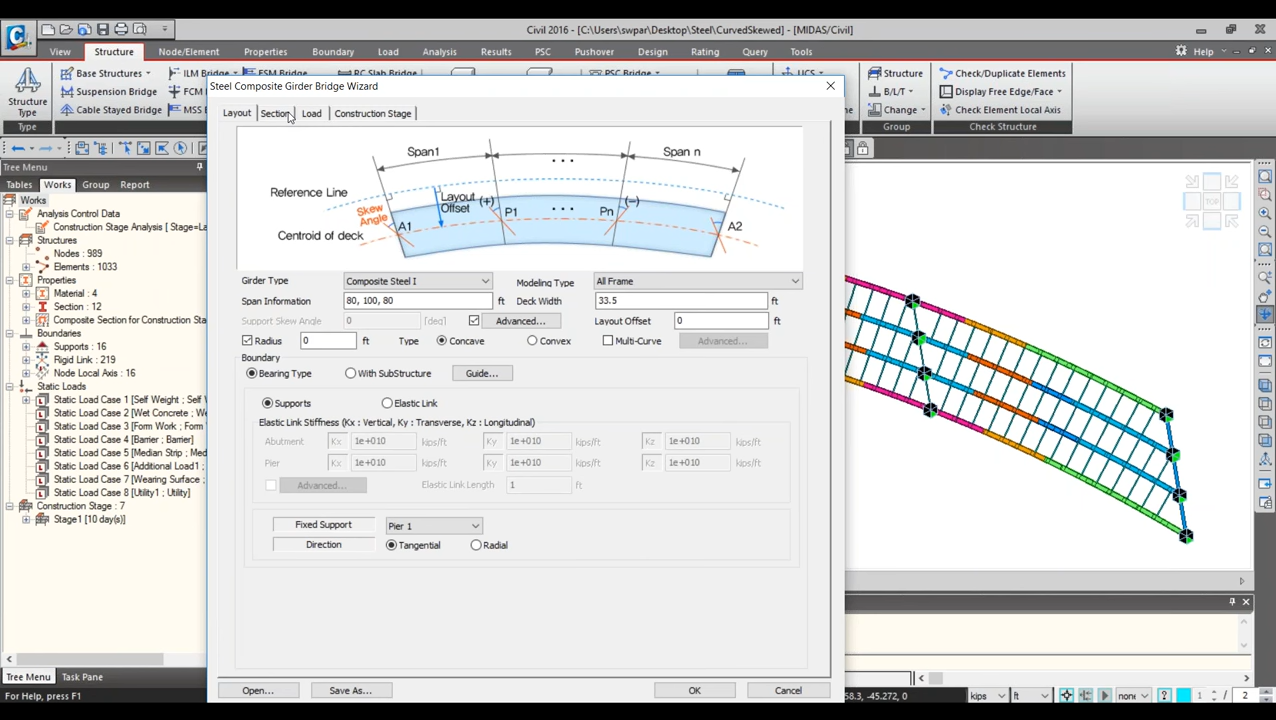 Civil 2016 - [C:\Users\swpar\Desktop\Steel\CurvedSkewed] - [MIDAS/Civil]
View Structure Node/Element Properties Boundary Load Analysis Results PSC Pushover Design Rating Query Tools Help
Base Structures ILM Bridge FSM Bridge RC Slab Bridge PSC Bridge UCS Structure Check/Duplicate Elements
Structure Type Suspension Bridge FCM B/L/T Display Free Edge/Face
Cable Stayed Bridge MSS Change Check Element Local Axis
Type Group Check Structure
Steel Composite Girder Bridge Wizard
Layout Section Load Construction Stage
Tree Menu
Tables Works Group Report
Works
Analysis Control Data
Construction Stage Analysis [ Stage=La
Structures
Nodes : 989
Elements : 1033
Properties
Material : 4
Section : 12
Composite Section for Construction Sta
Boundaries
Supports : 16
Rigid Link : 219
Node Local Axis : 16
Static Loads
Static Load Case 1 [Self Weight ; Self
Static Load Case 2 [Wet Concrete ; W
Static Load Case 3 [Form Work ; Form
Static Load Case 4 [Barrier ; Barrier]
Static Load Case 5 [Median Strip ; Med
Static Load Case 6 [Additional Load1 ;
Static Load Case 7 [Wearing Surface ;
Static Load Case 8 [Utility1 ; Utility]
Construction Stage : 7
Stage1 [10 day(s)]
Tree Menu Task Pane
For Help, press F1
Span1 • • • Span n
Reference Line
Layout Offset
Skew Angle
(+) (-)
A1 P1 • • • Pn A2
Centroid of deck
Girder Type Composite Steel I Modeling Type All Frame
Span Information 80, 100, 80 ft Deck Width 33.5 ft
Support Skew Angle 0 [deg] Advanced... Layout Offset 0 ft
Radius 0 ft Type Concave Convex Multi-Curve Advanced...
Boundary
Bearing Type With SubStructure Guide...
Supports Elastic Link
Elastic Link Stiffness (Kx : Vertical, Ky : Transverse, Kz : Longitudinal)
Abutment Kx 1e+010 kips/ft Ky 1e+010 kips/ft Kz 1e+010 kips/ft
Pier Kx 1e+010 kips/ft Ky 1e+010 kips/ft Kz 1e+010 kips/ft
Advanced... Elastic Link Length 1 ft
Fixed Support Pier 1
Direction Tangential Radial
Open... Save As... OK Cancel
TOP
58.3, -45.272, 0 kips ft none 1 / 2